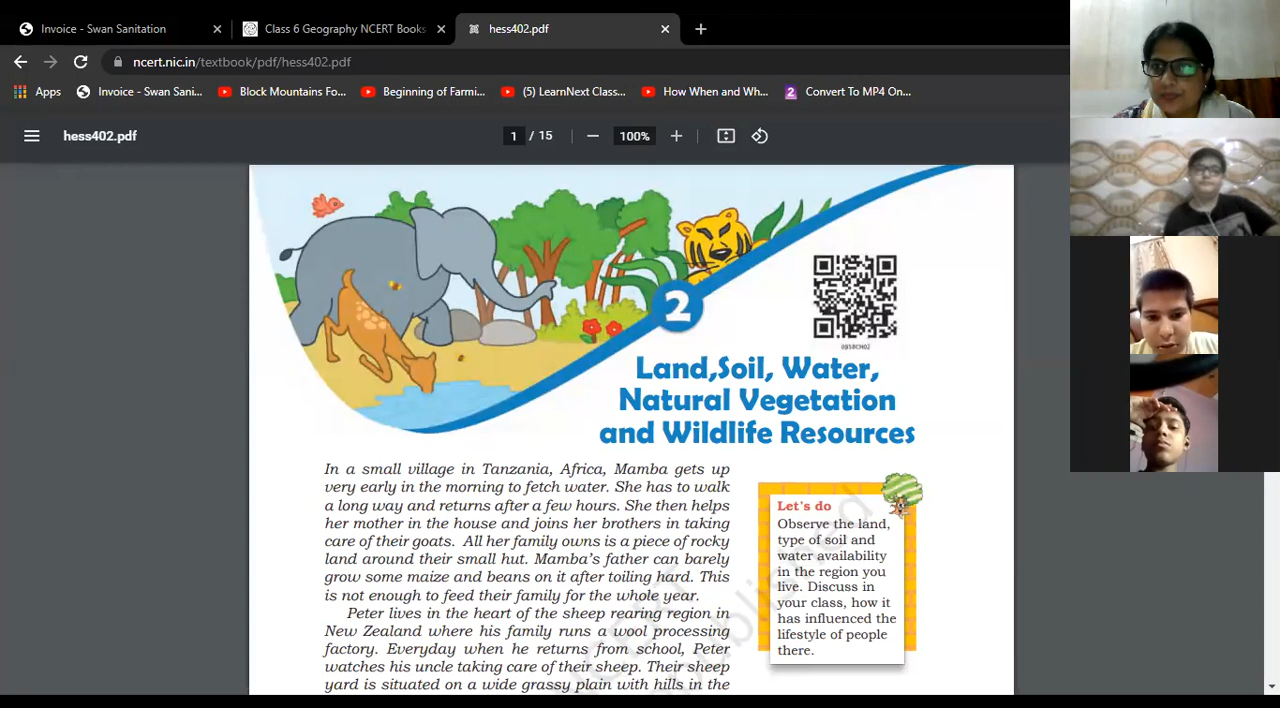 Invoice - Swan Sanitation
Class 6 Geography NCERT Books
hess402.pdf
ncert.nic.in/textbook/pdf/hess402.pdf
Apps
Invoice - Swan Sani...
Block Mountains Fo...
Beginning of Farmi...
(5) LearnNext Class...
How When and Wh...
2 Convert To MP4 On...
hess402.pdf
1 / 15
100%
2
0918CH02
Land,Soil, Water,
Natural Vegetation
and Wildlife Resources
In a small village in Tanzania, Africa, Mamba gets up
very early in the morning to fetch water. She has to walk
a long way and returns after a few hours. She then helps
her mother in the house and joins her brothers in taking
care of their goats. All her family owns is a piece of rocky
land around their small hut. Mamba's father can barely
grow some maize and beans on it after toiling hard. This
is not enough to feed their family for the whole year.
Peter lives in the heart of the sheep rearing region in
New Zealand where his family runs a wool processing
factory. Everyday when he returns from school, Peter
watches his uncle taking care of their sheep. Their sheep
yard is situated on a wide grassy plain with hills in the
Let's do
Observe the land,
type of soil and
water availability
in the region you
live. Discuss in
your class, how it
has influenced the
lifestyle of people
there.